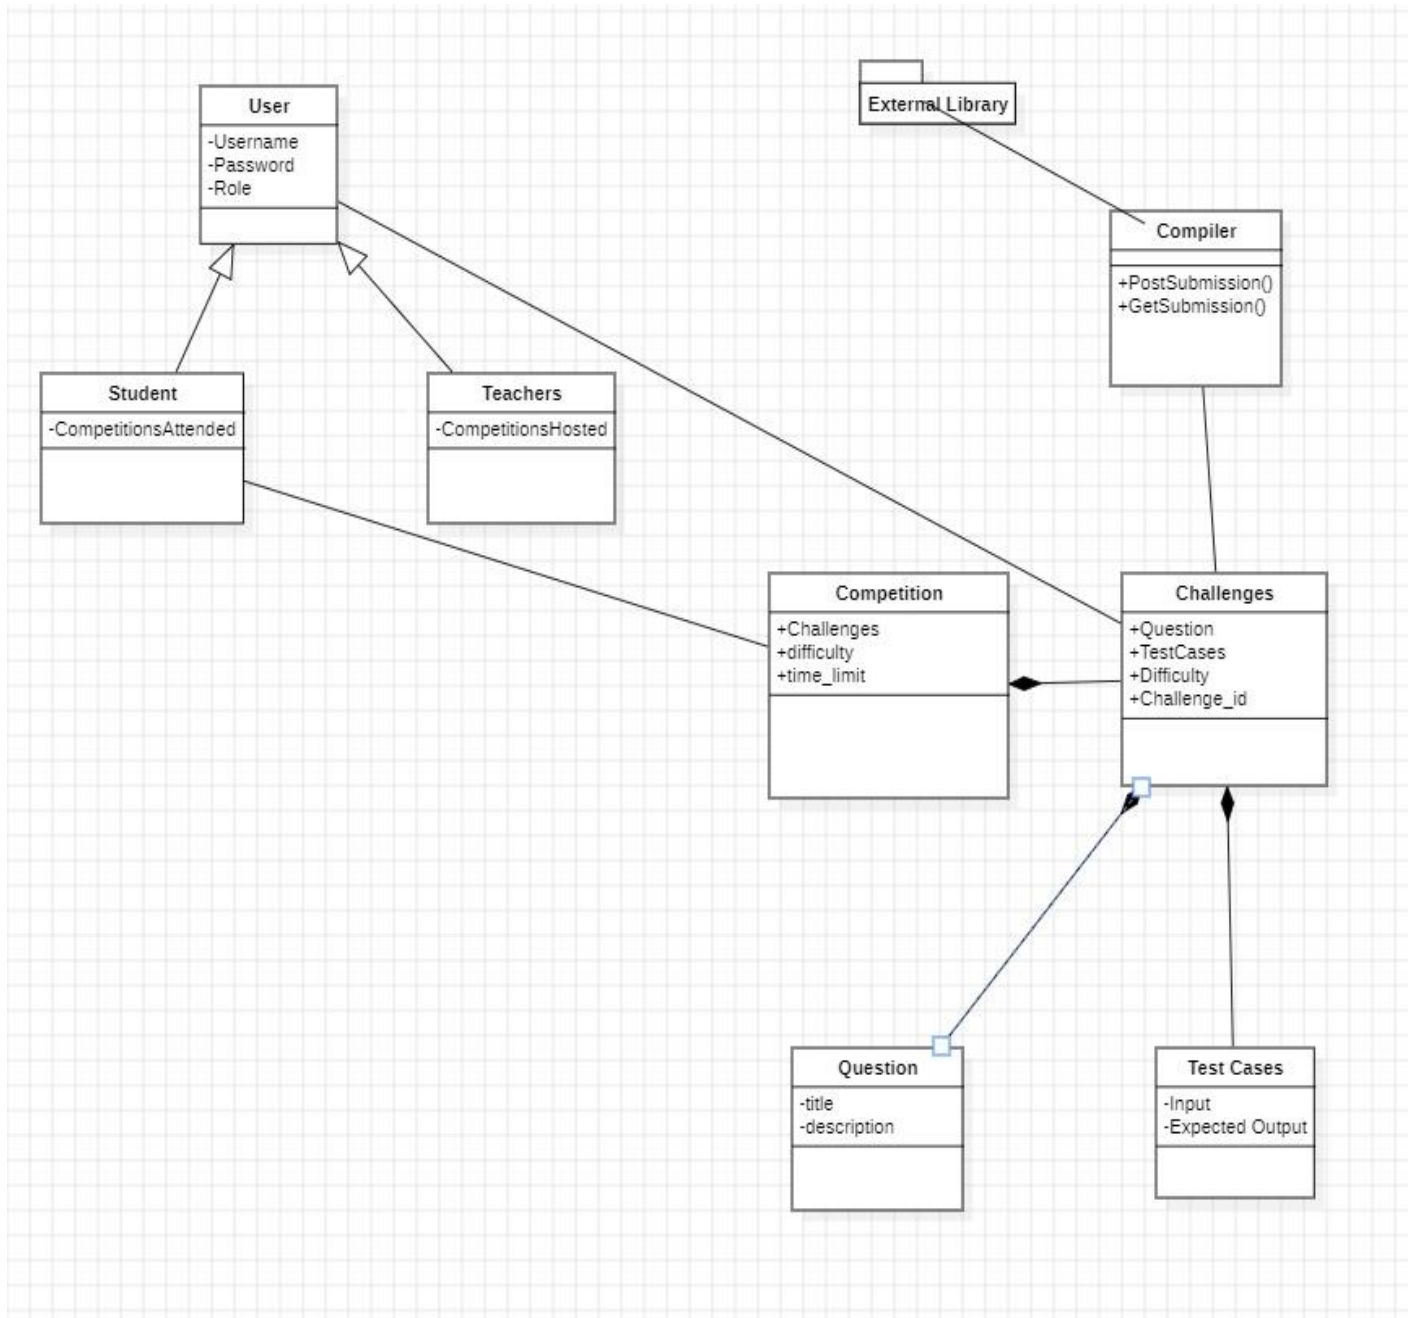 User
-Username
-Password
-Role
External Library
Compiler
+PostSubmission()
+GetSubmission()
Student
-CompetitionsAttended
Teachers
-CompetitionsHosted
Competition
+Challenges
+difficulty
+time_limit
Challenges
+Question
+TestCases
+Difficulty
+Challenge_id
Question
-title
-description
Test Cases
-Input
-Expected Output